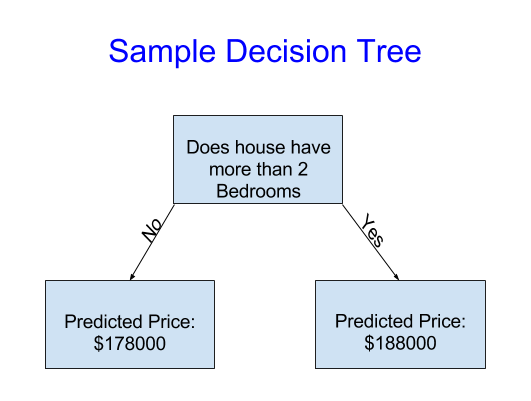 Sample Decision Tree
Does house have
more than 2
Bedrooms
No
Yes
Predicted Price:
$178000
Predicted Price:
$188000